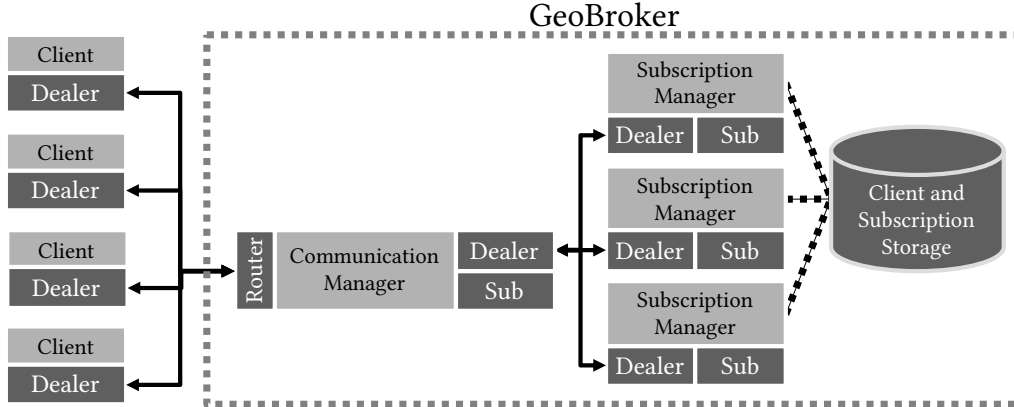 GeoBroker
Client
Dealer
Client
Dealer
Client
Dealer
Client
Dealer
Router
Communication
Manager
Dealer
Sub
Subscription
Manager
Dealer
Sub
Subscription
Manager
Dealer
Sub
Subscription
Manager
Dealer
Sub
Client and
Subscription
Storage